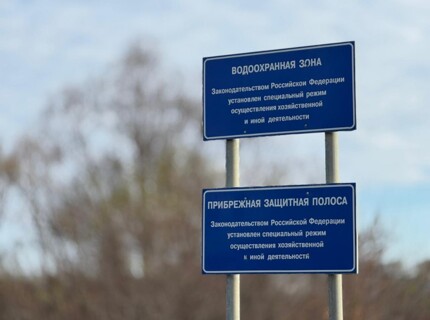 ВОДООХРАННАЯ ЗОНА
Законодательством Российской Федерации
установлен специальный режим
осуществления хозяйственной
и иной деятельности
ПРИБРЕЖНАЯ ЗАЩИТНАЯ ПОЛОСА
Законодательством Российской Федерации
установлен специальный режим
осуществления хозяйственной
и иной деятельности